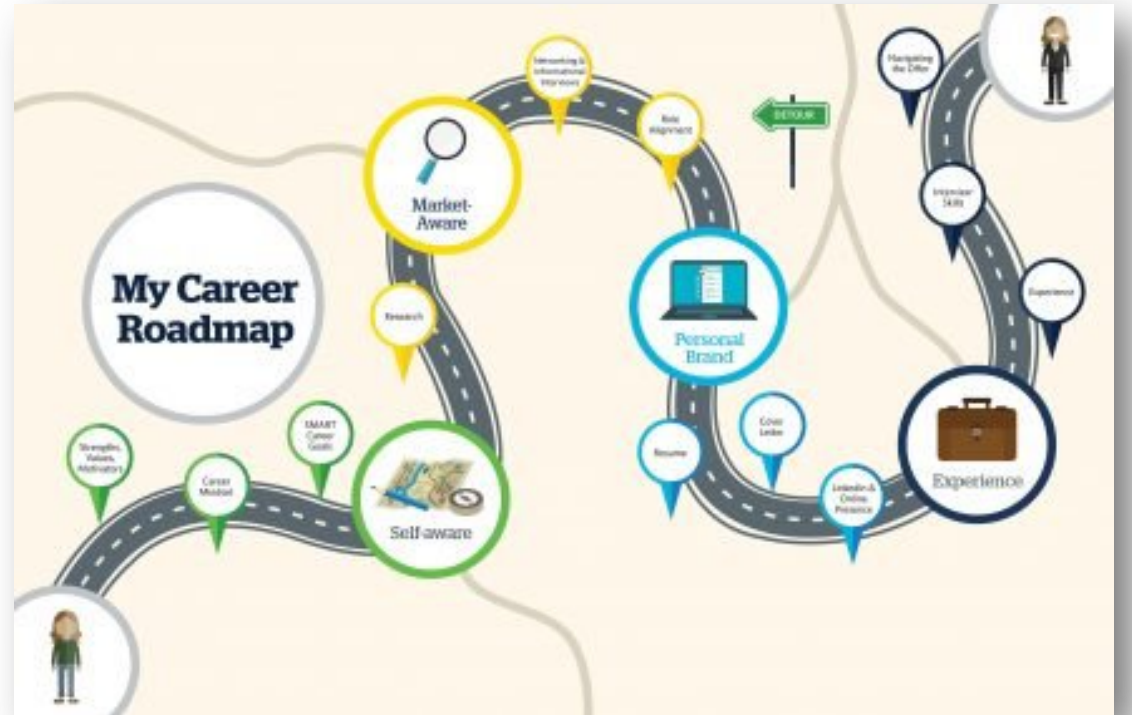 My Career
Roadmap
Strengths,
Values,
Motivators
Career
Mindset
SMART
Career
Goals
Self-aware
Research
Market-
Aware
Networking &
Informational
Interviews
Role
Alignment
DETOUR
Personal
Brand
Resume
Cover
Letter
LinkedIn &
Online
Presence
Experience
Experience
Interview
Skills
Navigating
the Offer